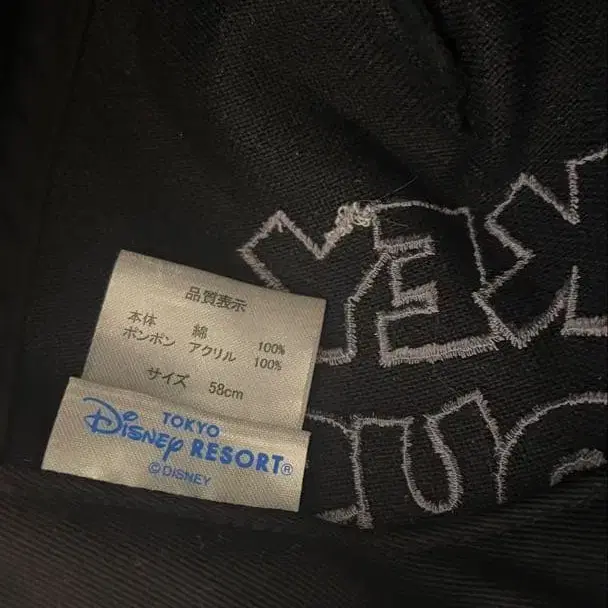 品質表示
本体 綿 100%
ポンポン アクリル 100%
サイズ 58cm
TOKYO
Disney RESORT®
© DISNEY